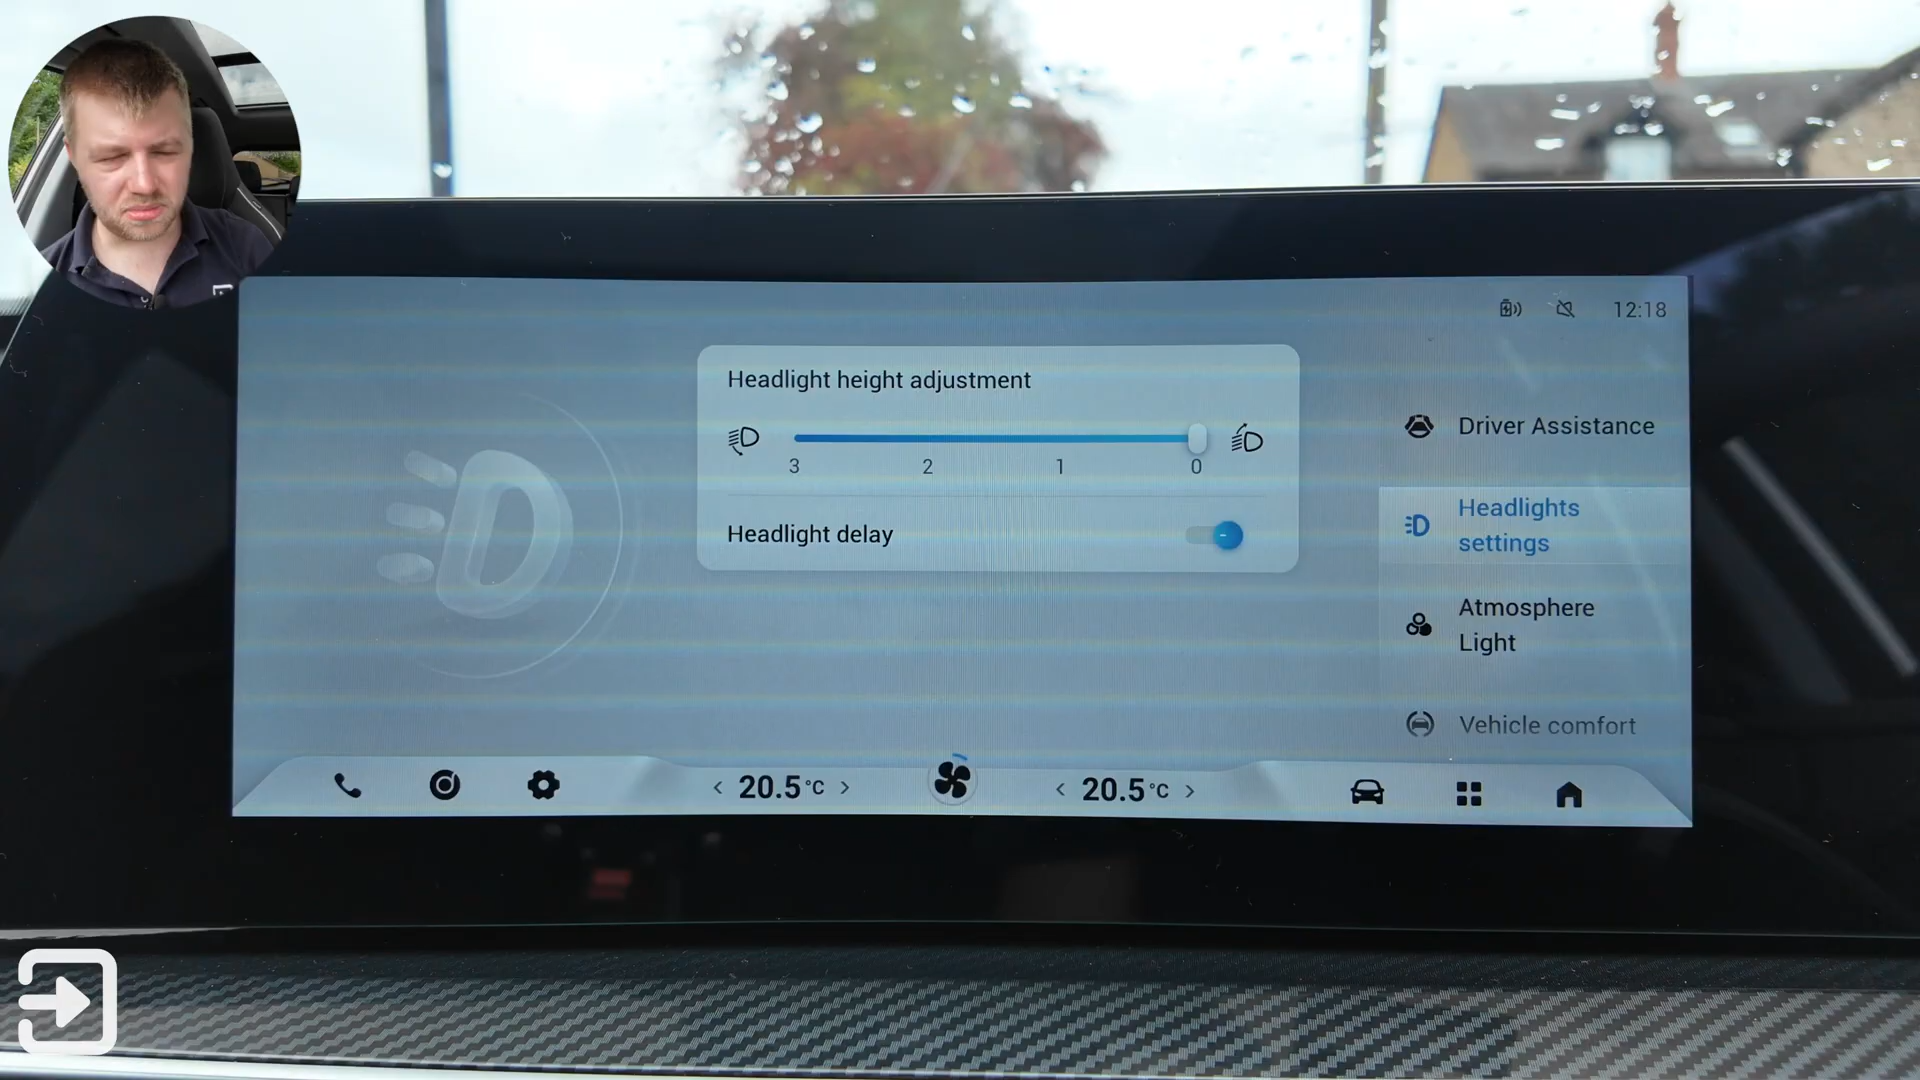 12:18
Headlight height adjustment
3 2 1 0
Headlight delay
Driver Assistance
Headlights
settings
Atmosphere
Light
Vehicle comfort
< 20.5°C >
< 20.5°C >